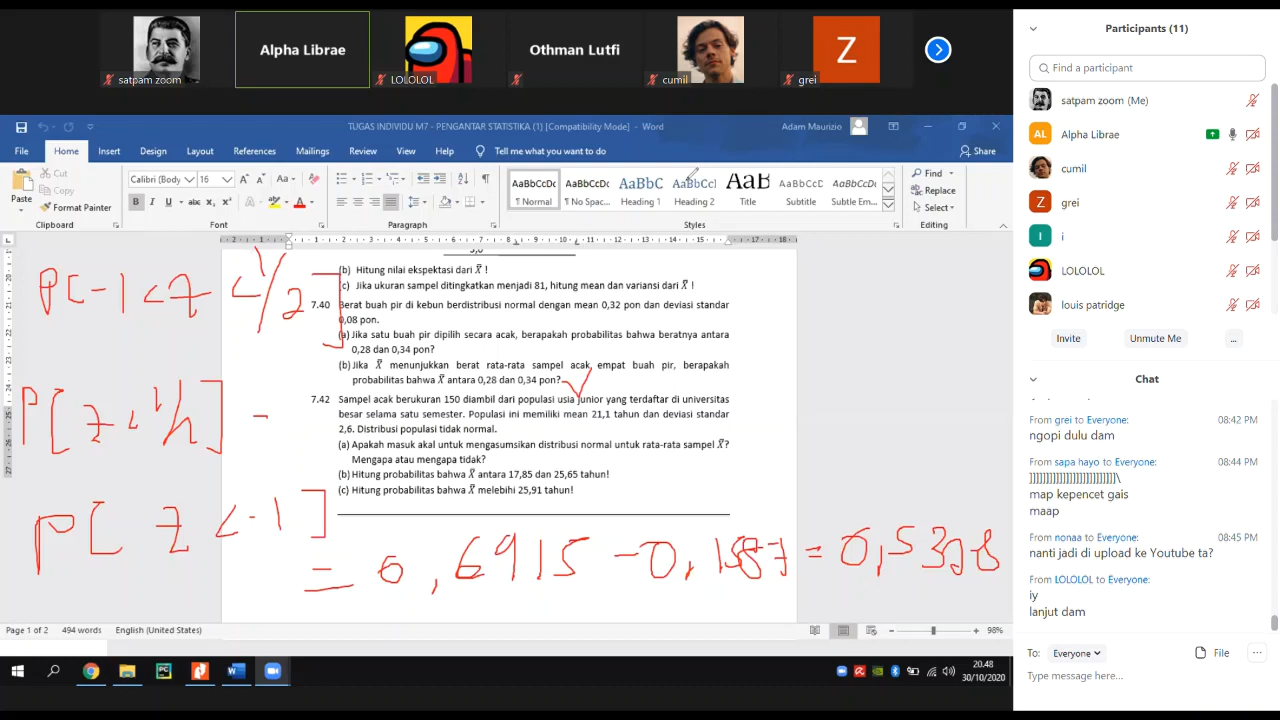 satpam zoom
Alpha Librae
LOLOLOL
Othman Lutfi
cumil
Z
grei
TUGAS INDIVIDU M7 - PENGANTAR STATISTIKA (1) [Compatibility Mode] - Word
Adam Maurizio
File Home Insert Design Layout References Mailings Review View Help Tell me what you want to do Share
Cut
Copy
Format Painter
Paste
Clipboard
Calibri (Body) 16
Font
Paragraph
AaBbCcDc AaBbCcDc AaBbC AaBbCcl AaB AaBbCcDc AaBbCcDc
¶ Normal ¶ No Spac... Heading 1 Heading 2 Title Subtitle Subtle Em...
Styles
Find
Replace
Select
Editing
(b) Hitung nilai ekspektasi dari X̄ !
(c) Jika ukuran sampel ditingkatkan menjadi 81, hitung mean dan variansi dari X̄ !
7.40 Berat buah pir di kebun berdistribusi normal dengan mean 0,32 pon dan deviasi standar
0,08 pon.
(a) Jika satu buah pir dipilih secara acak, berapakah probabilitas bahwa beratnya antara
0,28 dan 0,34 pon?
(b) Jika X̄ menunjukkan berat rata-rata sampel acak empat buah pir, berapakah
probabilitas bahwa X̄ antara 0,28 dan 0,34 pon?
7.42 Sampel acak berukuran 150 diambil dari populasi usia junior yang terdaftar di universitas
besar selama satu semester. Populasi ini memiliki mean 21,1 tahun dan deviasi standar
2,6. Distribusi populasi tidak normal.
(a) Apakah masuk akal untuk mengasumsikan distribusi normal untuk rata-rata sampel X̄?
Mengapa atau mengapa tidak?
(b) Hitung probabilitas bahwa X̄ antara 17,85 dan 25,65 tahun!
(c) Hitung probabilitas bahwa X̄ melebihi 25,91 tahun!
P[-1 < Z < 1/2]
P[Z < 1/2] -
P[Z < -1]
= 0,6915 - 0,1587 = 0,5328
Page 1 of 2 494 words English (United States) 98%
20.48
30/10/2020
Participants (11)
Find a participant
satpam zoom (Me)
AL Alpha Librae
cumil
Z grei
I i
LOLOLOL
louis patridge
Invite Unmute Me ...
Chat
From grei to Everyone: 08:42 PM
ngopi dulu dam
From sapa hayo to Everyone: 08:44 PM
]]]]]]]]]]]]]]]]]]]]]]]]]\
map kepencet gais
maap
From nonaa to Everyone: 08:45 PM
nanti jadi di upload ke Youtube ta?
From LOLOLOL to Everyone:
iy
lanjut dam
To: Everyone File ...
Type message here...